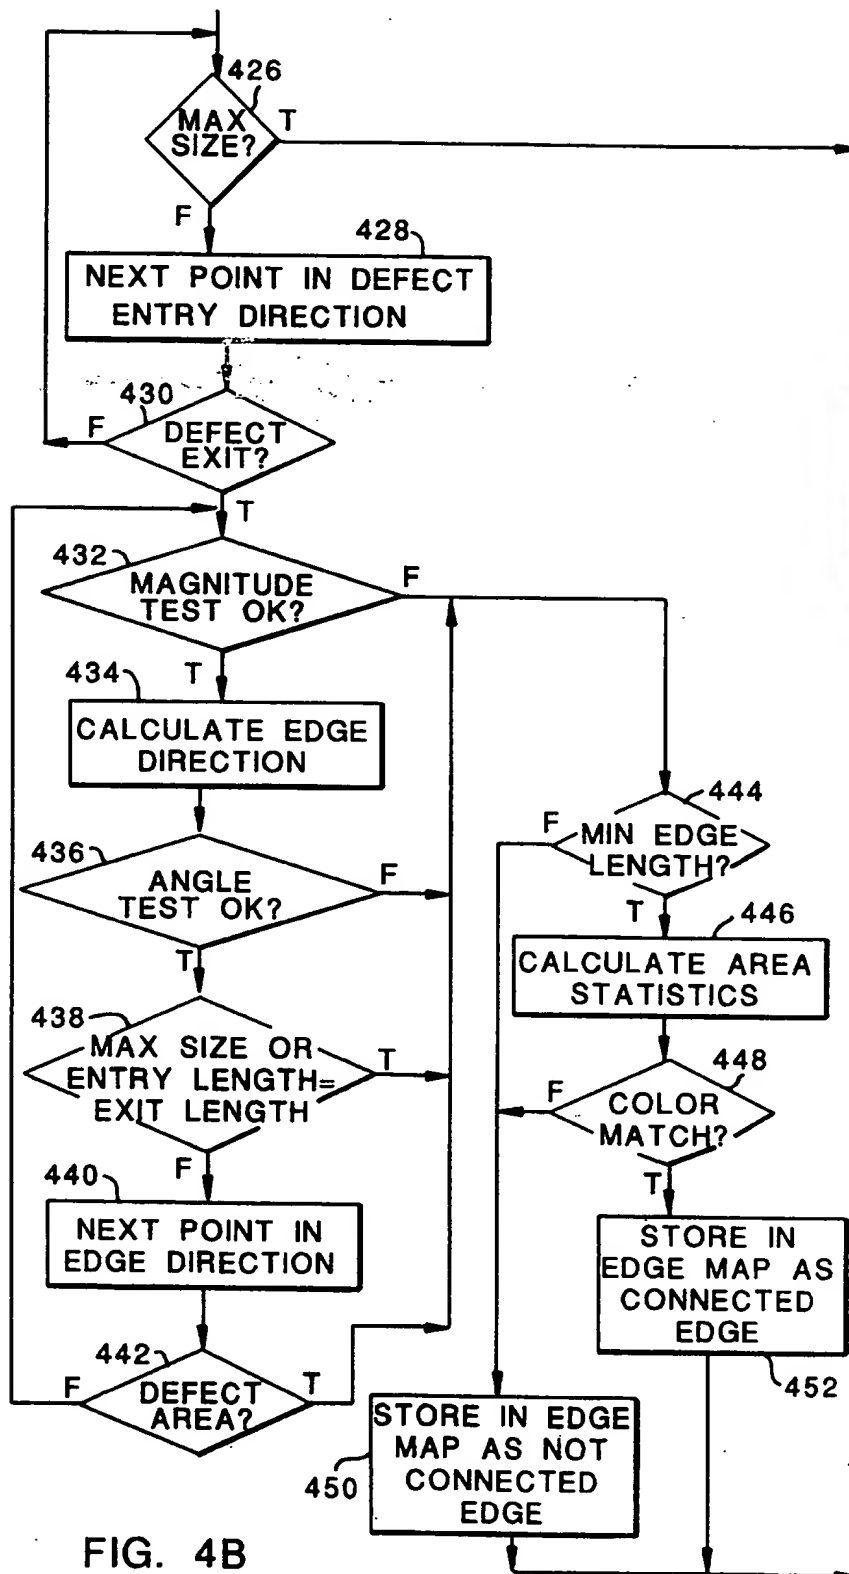 426
MAX
SIZE?
T
F
428
NEXT POINT IN DEFECT
ENTRY DIRECTION
430
F
DEFECT
EXIT?
T
432
MAGNITUDE
TEST OK?
F
T
434
CALCULATE EDGE
DIRECTION
436
ANGLE
TEST OK?
F
T
438
MAX SIZE OR
ENTRY LENGTH=
EXIT LENGTH
T
F
440
NEXT POINT IN
EDGE DIRECTION
442
F
DEFECT
AREA?
T
444
F
MIN EDGE
LENGTH?
T
446
CALCULATE AREA
STATISTICS
448
F
COLOR
MATCH?
T
STORE IN
EDGE MAP AS
CONNECTED
EDGE
452
STORE IN EDGE
MAP AS NOT
CONNECTED
EDGE
450
FIG. 4B